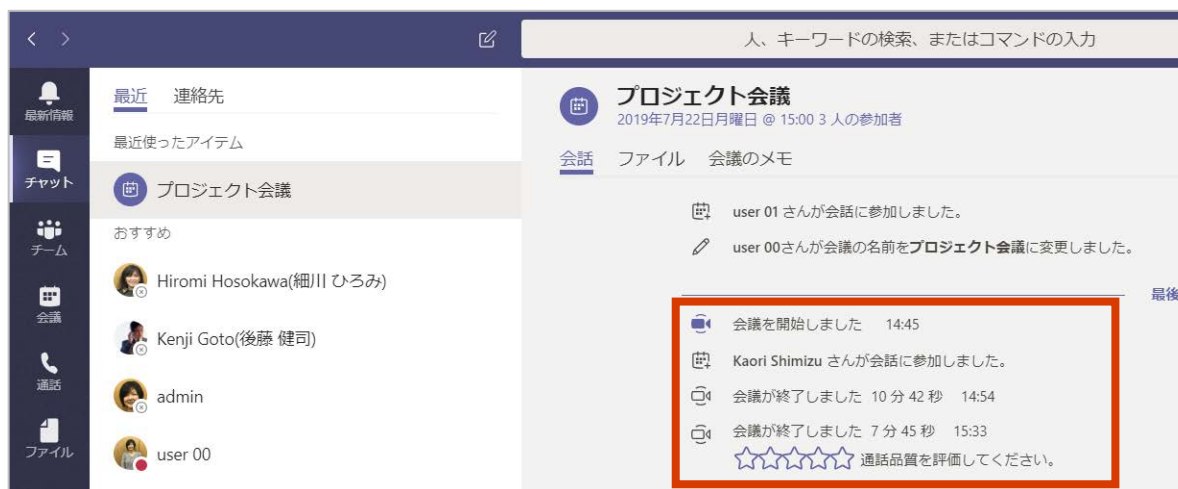 人、キーワードの検索、またはコマンドの入力
最新情報
チャット
チーム
会議
通話
ファイル
最近 連絡先
最近使ったアイテム
プロジェクト会議
おすすめ
Hiromi Hosokawa(細川 ひろみ)
Kenji Goto(後藤 健司)
admin
user 00
プロジェクト会議
2019年7月22日月曜日 @ 15:00 3 人の参加者
会話 ファイル 会議のメモ
user 01 さんが会話に参加しました。
user 00さんが会議の名前をプロジェクト会議に変更しました。
最後
会議を開始しました 14:45
Kaori Shimizu さんが会話に参加しました。
会議が終了しました 10 分 42 秒 14:54
会議が終了しました 7 分 45 秒 15:33
通話品質を評価してください。